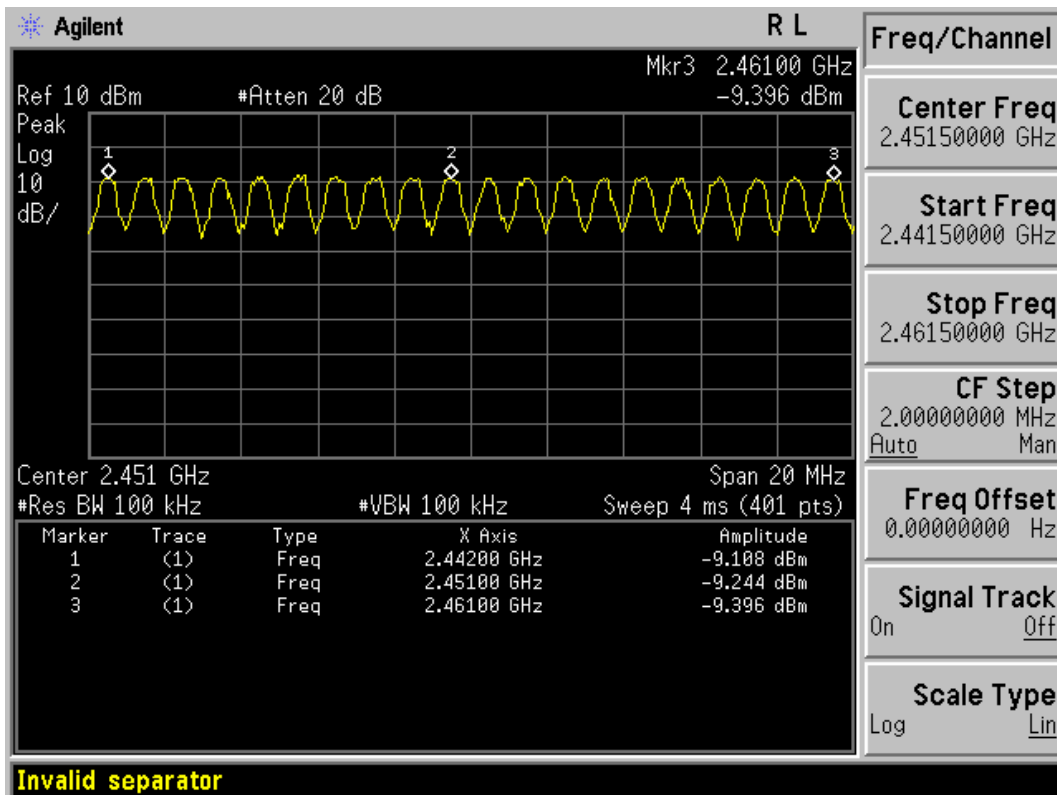 Agilent
R L
Mkr3 2.46100 GHz
Ref 10 dBm #Atten 20 dB -9.396 dBm
Peak
Log
10
dB/
1 2 3
Center 2.451 GHz Span 20 MHz
#Res BW 100 kHz #VBW 100 kHz Sweep 4 ms (401 pts)
Marker Trace Type X Axis Amplitude
1 (1) Freq 2.44200 GHz -9.108 dBm
2 (1) Freq 2.45100 GHz -9.244 dBm
3 (1) Freq 2.46100 GHz -9.396 dBm
Freq/Channel
Center Freq
2.45150000 GHz
Start Freq
2.44150000 GHz
Stop Freq
2.46150000 GHz
CF Step
2.00000000 MHz
Auto Man
Freq Offset
0.00000000 Hz
Signal Track
On Off
Scale Type
Log Lin
Invalid separator